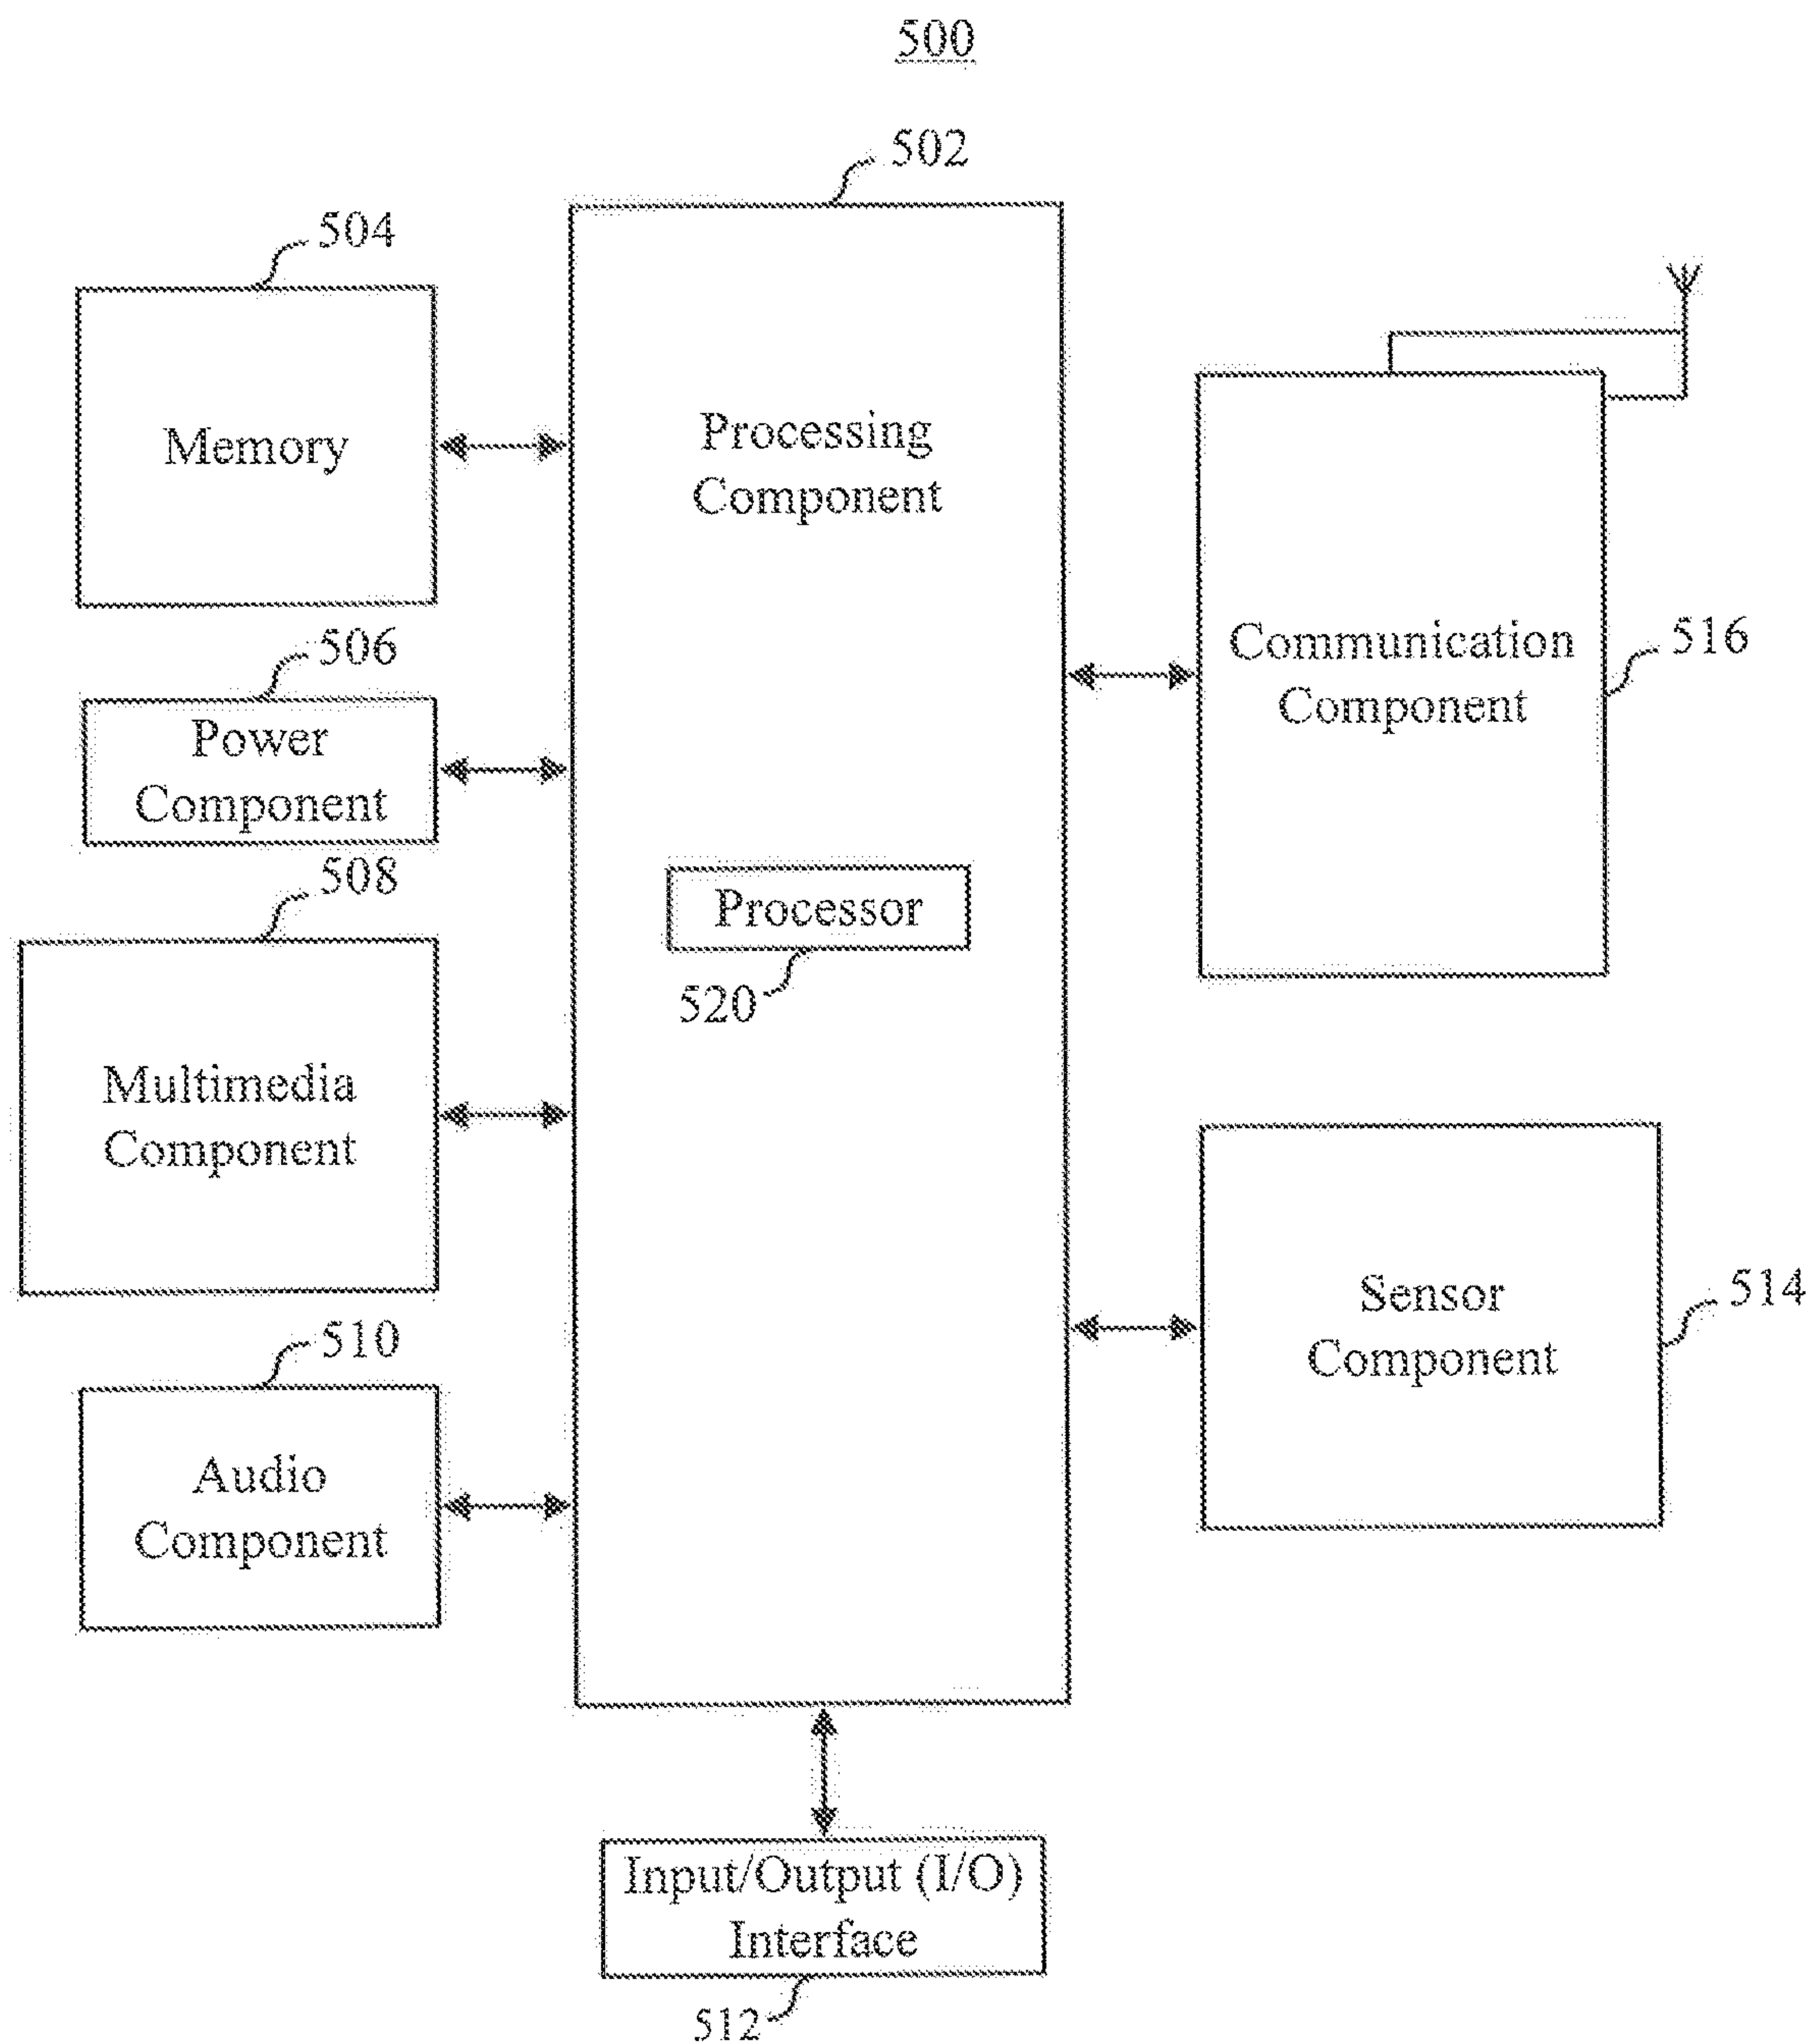 500
502
504
Memory
Processing
Component
506
Power
Component
508
Processor
520
Multimedia
Component
510
Audio
Component
Communication
Component
516
Sensor
Component
514
Input/Output (I/O)
Interface
512